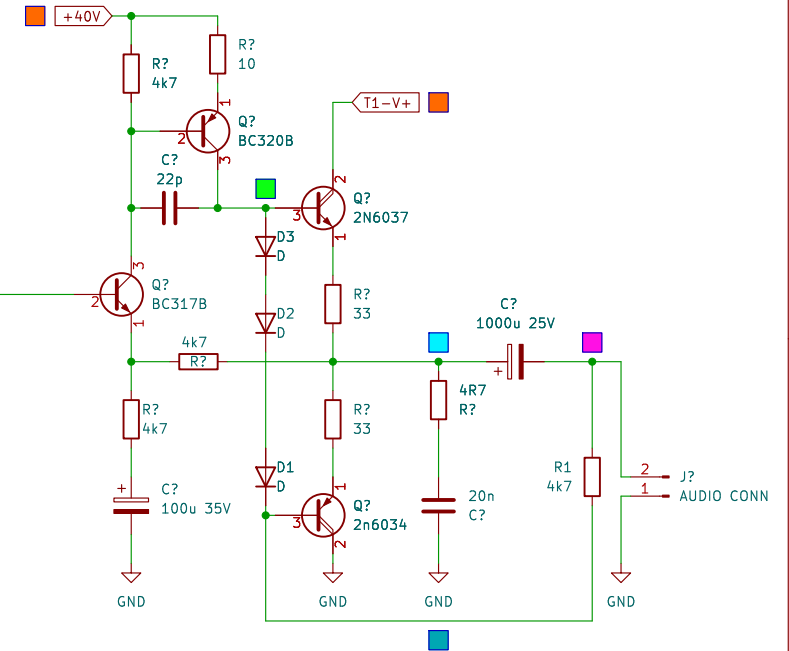 +40V
R?
4k7
R?
10
1
2
3
Q?
BC320B
T1-V+
C?
22p
2
3
1
Q?
2N6037
D3
D
3
2
1
Q?
BC317B
D2
D
R?
33
C?
1000u 25V
+
4k7
R?
R?
4k7
R?
33
4R7
R?
D1
D
+
C?
100u 35V
1
3
2
Q?
2n6034
20n
C?
R1
4k7
2
1
J?
AUDIO CONN
GND
GND
GND
GND